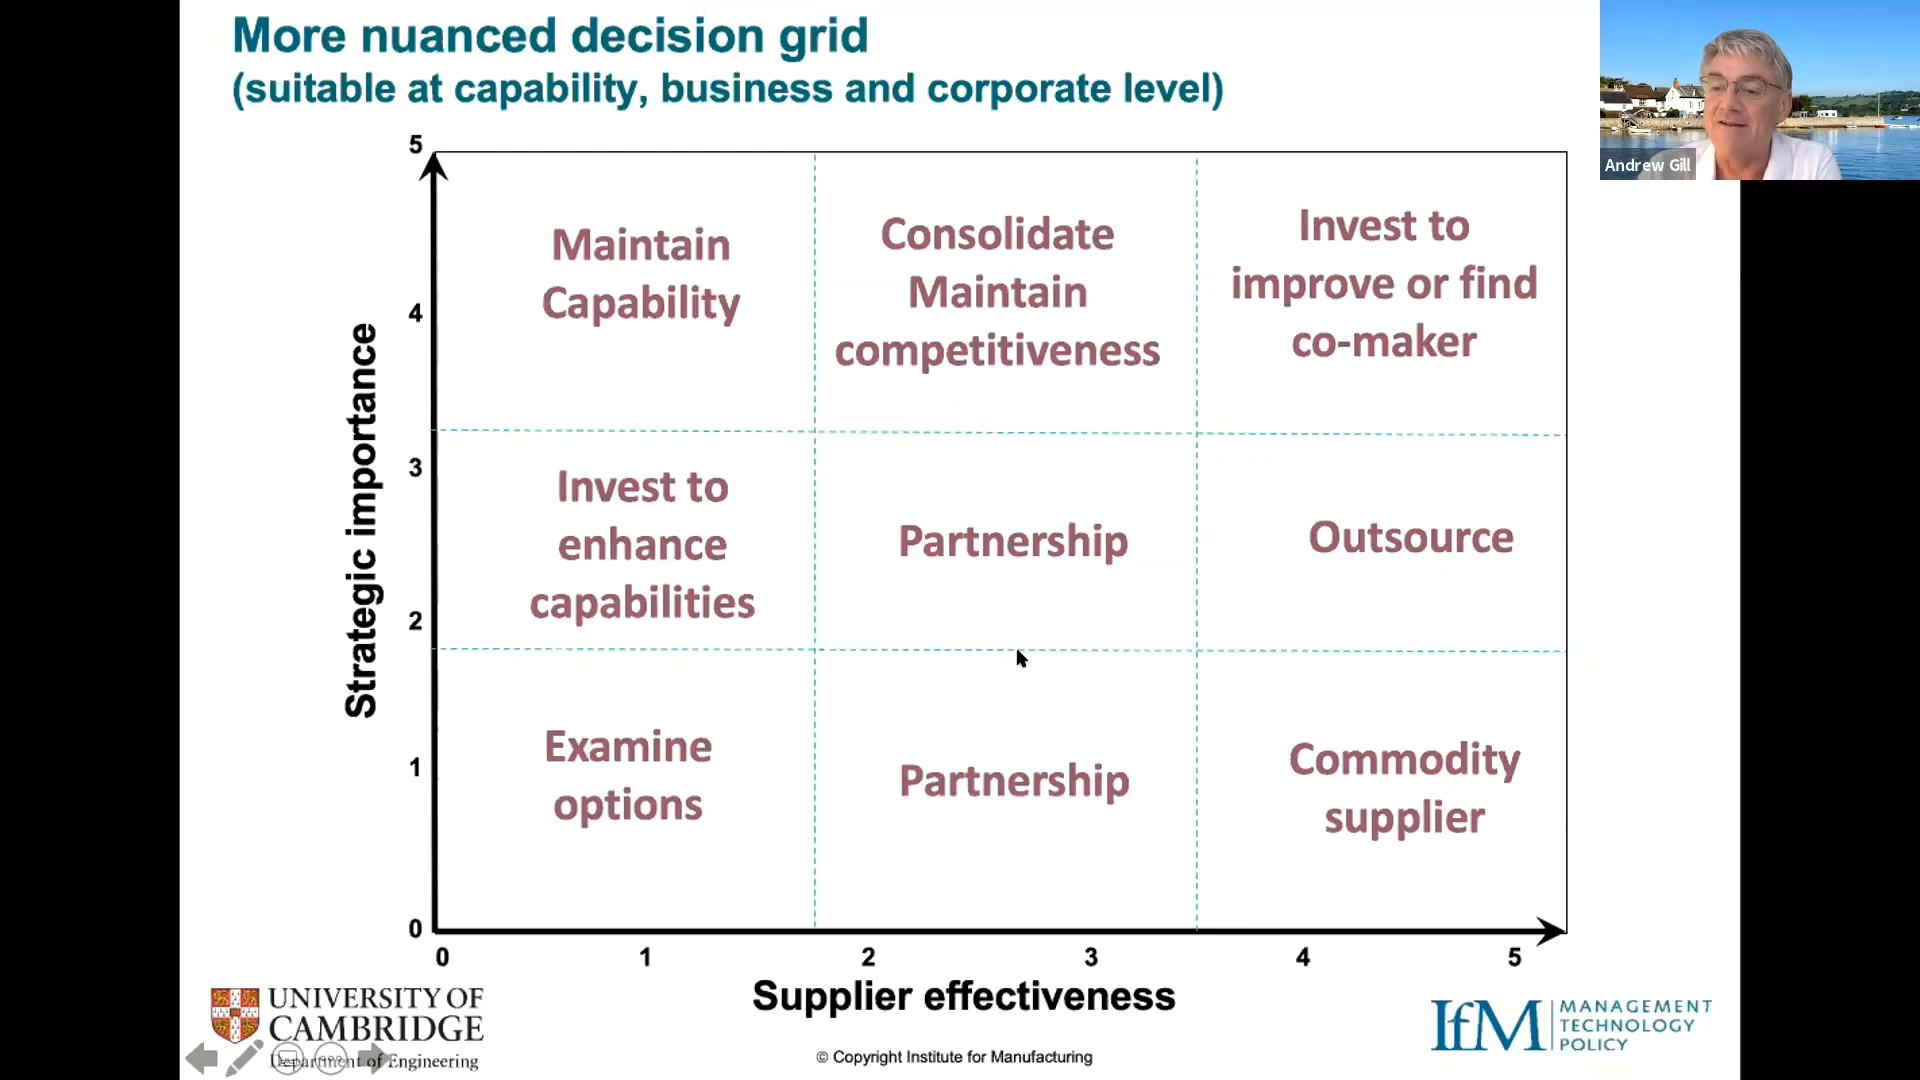 More nuanced decision grid
(suitable at capability, business and corporate level)
Andrew Gill
5
4
3
2
1
0
Strategic importance
Maintain
Capability
Consolidate
Maintain
competitiveness
Invest to
improve or find
co-maker
Invest to
enhance
capabilities
Partnership
Outsource
Examine
options
Partnership
Commodity
supplier
0 1 2 3 4 5
Supplier effectiveness
UNIVERSITY OF
CAMBRIDGE
Department of Engineering
© Copyright Institute for Manufacturing
IfM
MANAGEMENT
TECHNOLOGY
POLICY